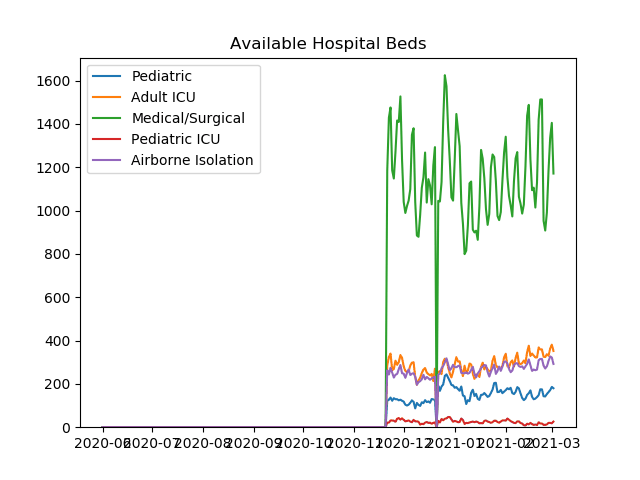 Available Hospital Beds
Pediatric
Adult ICU
Medical/Surgical
Pediatric ICU
Airborne Isolation
1600
1400
1200
1000
800
600
400
200
0
2020-06 2020-07 2020-08 2020-09 2020-10 2020-11 2020-12 2021-01 2021-02 2021-03